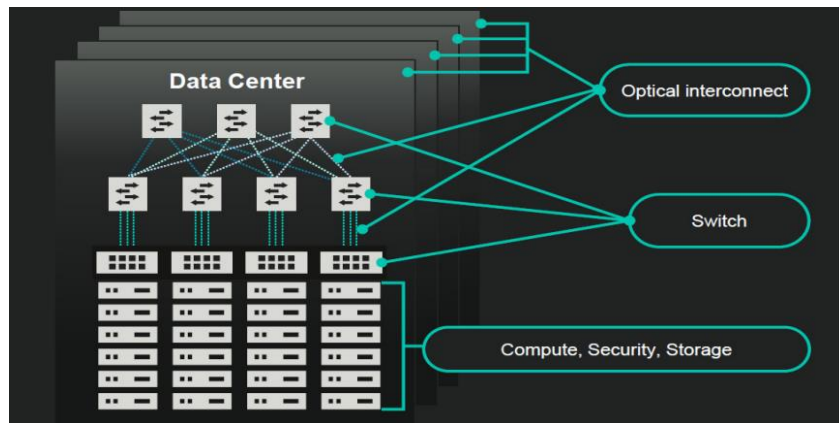 Data Center
Optical interconnect
Switch
Compute, Security, Storage